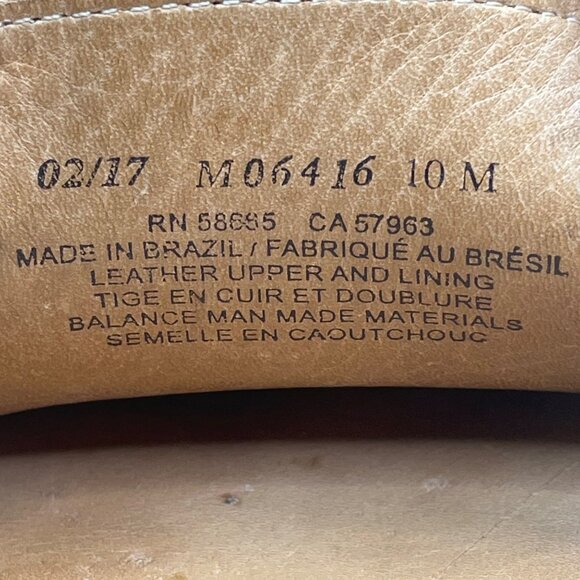 02/17 M06416 10 M
RN 58685 CA 57963
MADE IN BRAZIL / FABRIQUÉ AU BRÉSIL
LEATHER UPPER AND LINING
TIGE EN CUIR ET DOUBLURE
BALANCE MAN MADE MATERIALS
SEMELLE EN CAOUTCHOUC